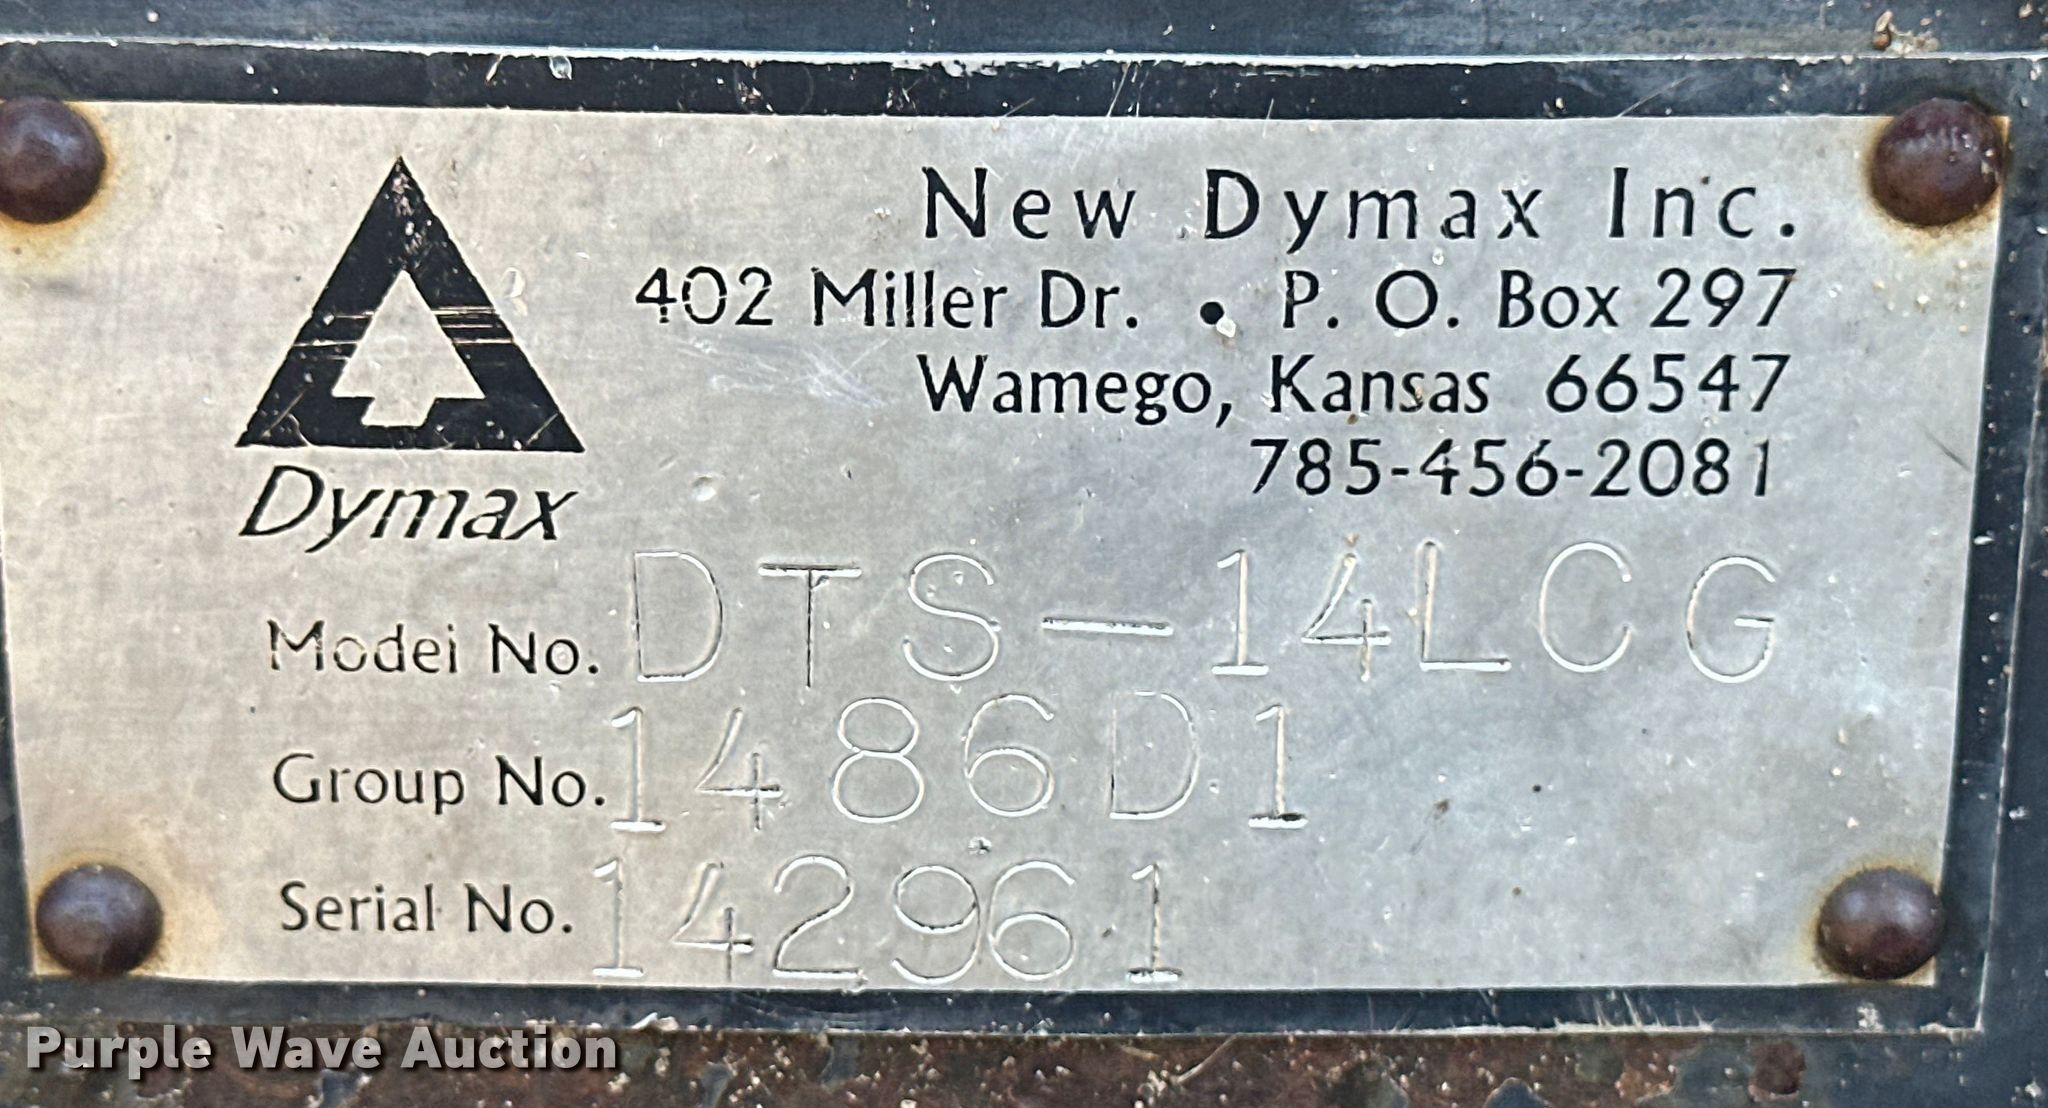 New Dymax Inc.
402 Miller Dr. • P. O. Box 297
Wamego, Kansas 66547
785-456-2081
Dymax
Model No. DTS-14LCG
Group No. 1486D1
Serial No. 142961
Purple Wave Auction